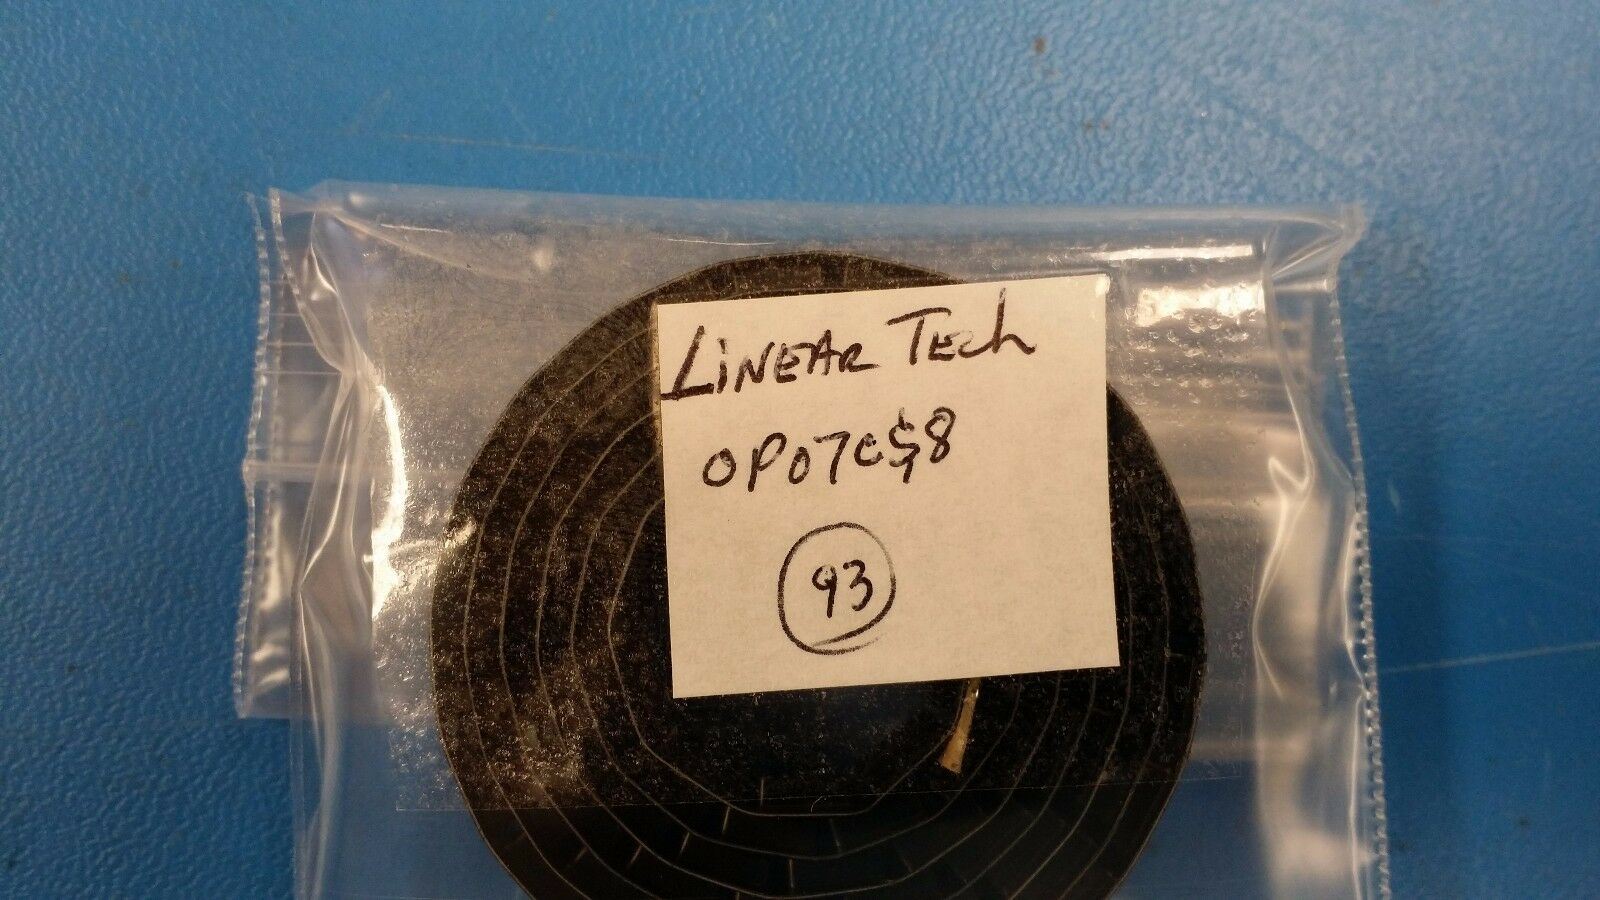 LINEAR TECH
OP07CS8
93